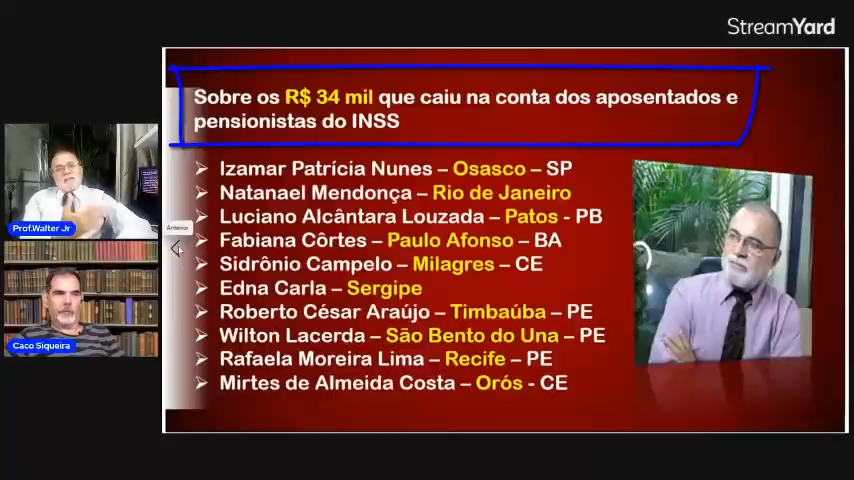 StreamYard
Sobre os R$ 34 mil que caiu na conta dos aposentados e
pensionistas do INSS
Izamar Patrícia Nunes – Osasco – SP
Natanael Mendonça – Rio de Janeiro
Luciano Alcântara Louzada – Patos - PB
Fabiana Côrtes – Paulo Afonso – BA
Sidrônio Campelo – Milagres – CE
Edna Carla – Sergipe
Roberto César Araújo – Timbaúba – PE
Wilton Lacerda – São Bento do Una – PE
Rafaela Moreira Lima – Recife – PE
Mirtes de Almeida Costa – Orós - CE
Prof.Walter Jr
Anterior
Caco Siqueira